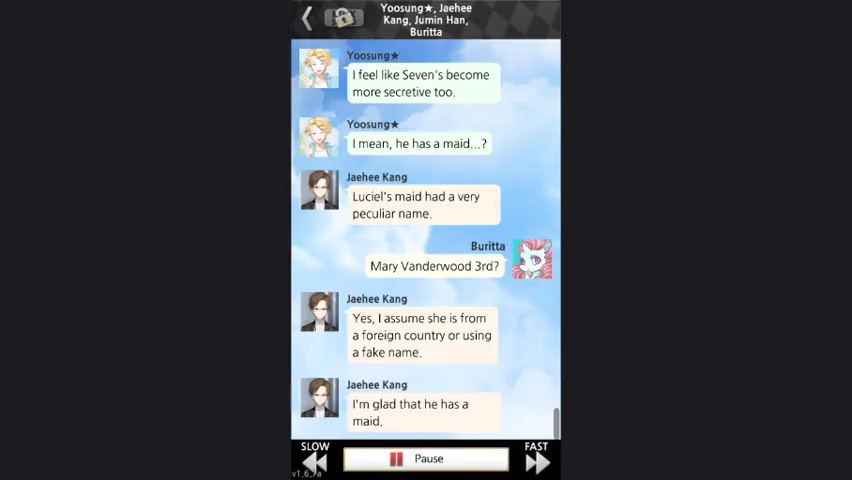 Yoosung★, Jaehee
Kang, Jumin Han,
Buritta
Yoosung★
I feel like Seven's become
more secretive too.
Yoosung★
I mean, he has a maid...?
Jaehee Kang
Luciel's maid had a very
peculiar name.
Buritta
Mary Vanderwood 3rd?
Jaehee Kang
Yes, I assume she is from
a foreign country or using
a fake name.
Jaehee Kang
I'm glad that he has a
maid.
SLOW
Pause
FAST